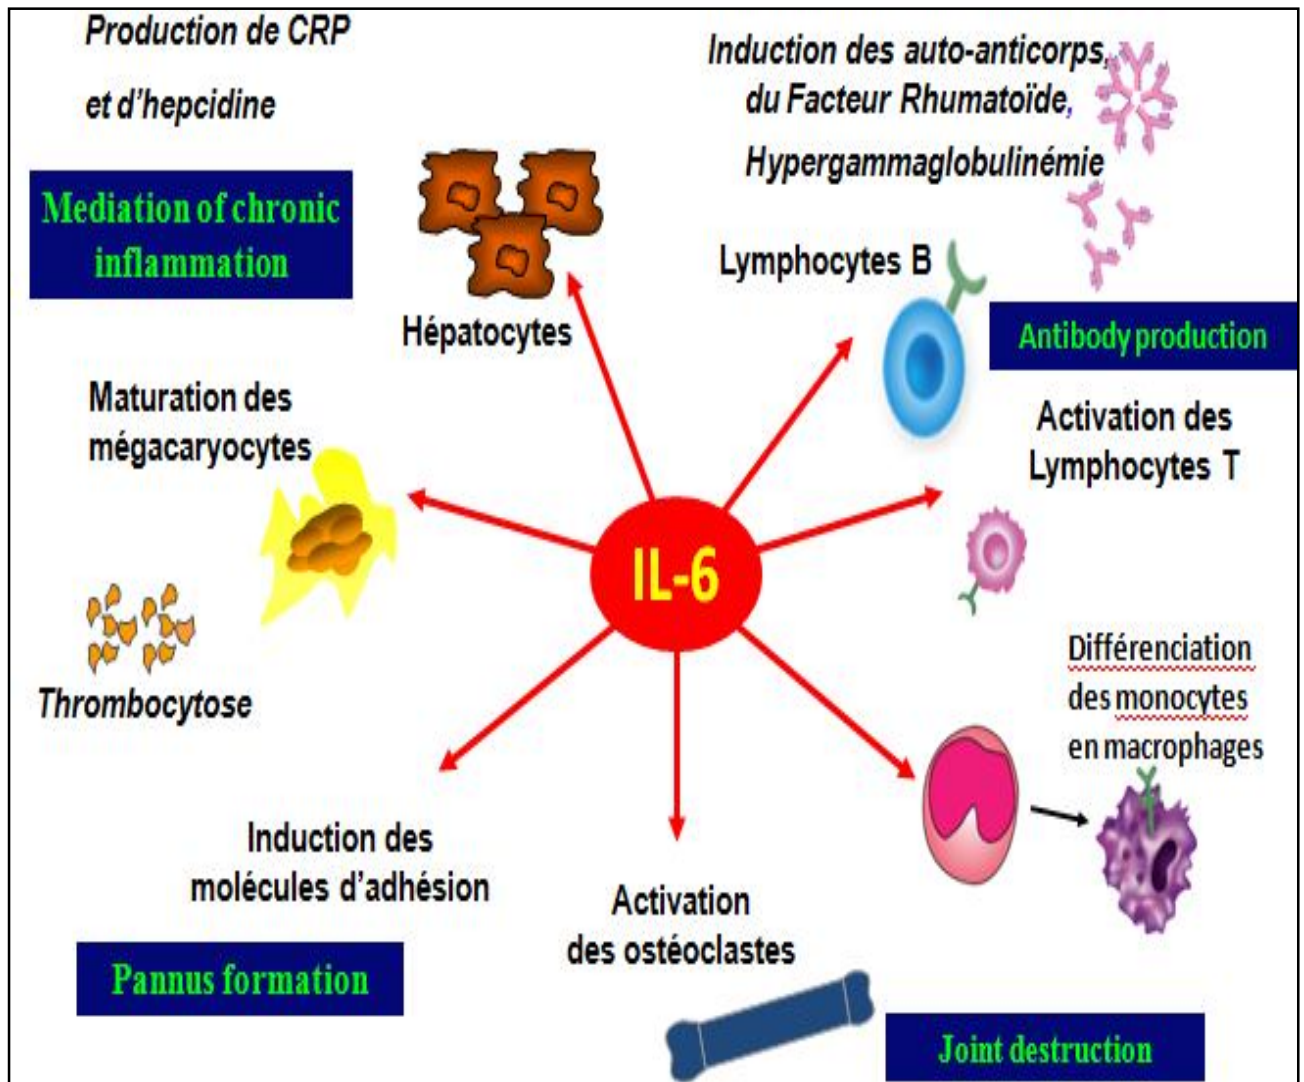 Production de CRP
et d’hepcidine
Mediation of chronic
inflammation
Hépatocytes
Induction des auto-anticorps,
du Facteur Rhumatoïde,
Hypergammaglobulinémie
Lymphocytes B
Antibody production
Maturation des
mégacaryocytes
Activation des
Lymphocytes T
IL-6
Thrombocytose
Différenciation
des monocytes
en macrophages
Induction des
molécules d’adhésion
Pannus formation
Activation
des ostéoclastes
Joint destruction